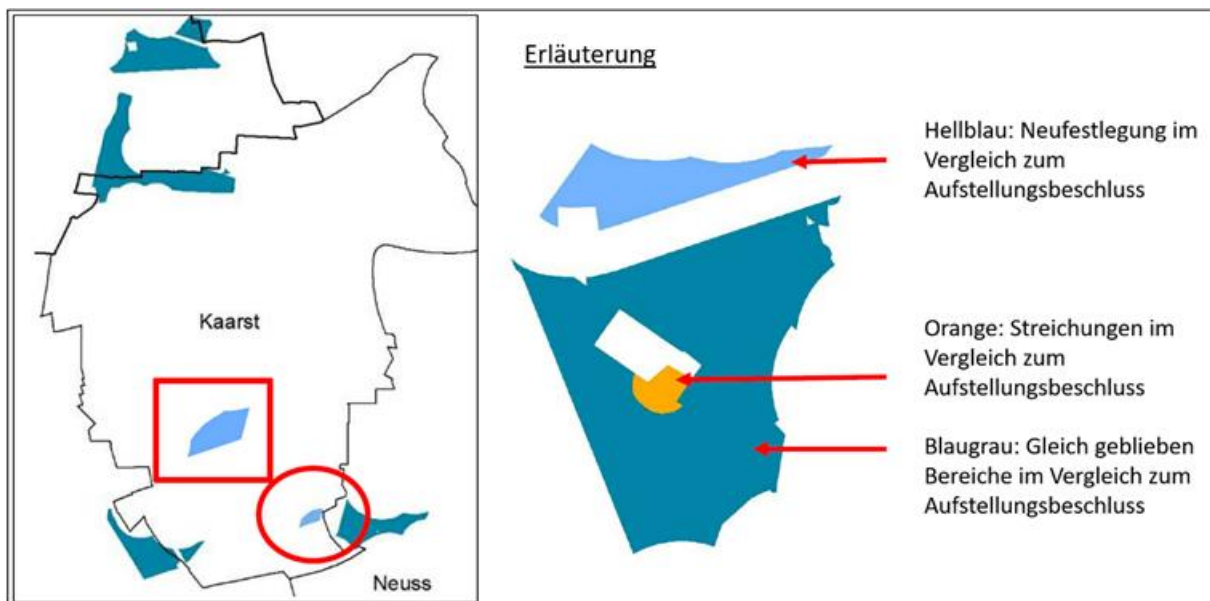 Erläuterung
Hellblau: Neufestlegung im
Vergleich zum
Aufstellungsbeschluss
Kaarst
Orange: Streichungen im
Vergleich zum
Aufstellungsbeschluss
Blaugrau: Gleich geblieben
Bereiche im Vergleich zum
Aufstellungsbeschluss
Neuss